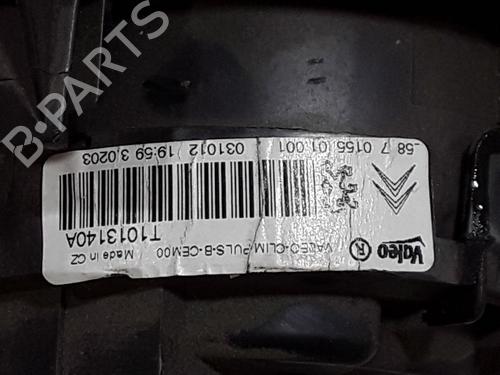 B-PARTS
Valeo
VALEO-CLIM PULS-B-CEM00
Made in CZ
T1013140A
58 7 0155 01 001
031012 19:59 3.0203